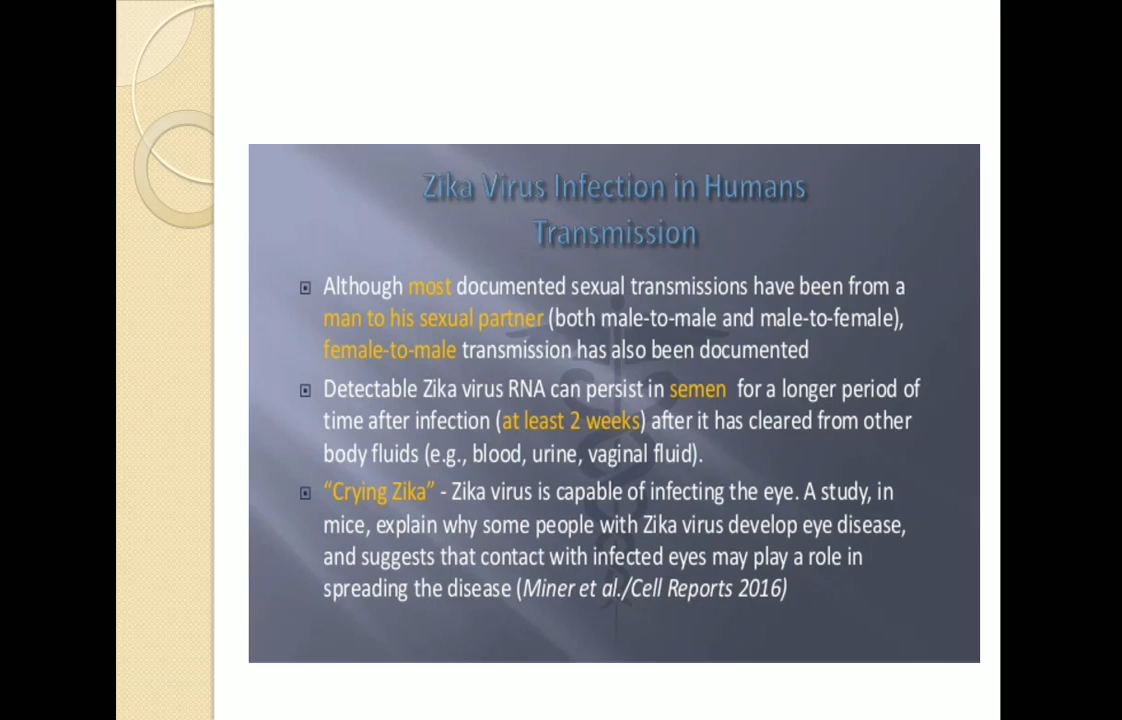 Zika Virus Infection in Humans
Transmission
Although most documented sexual transmissions have been from a
man to his sexual partner (both male-to-male and male-to-female),
female-to-male transmission has also been documented
Detectable Zika virus RNA can persist in semen for a longer period of
time after infection (at least 2 weeks) after it has cleared from other
body fluids (e.g., blood, urine, vaginal fluid).
“Crying Zika” - Zika virus is capable of infecting the eye. A study, in
mice, explain why some people with Zika virus develop eye disease,
and suggests that contact with infected eyes may play a role in
spreading the disease (Miner et al./Cell Reports 2016)